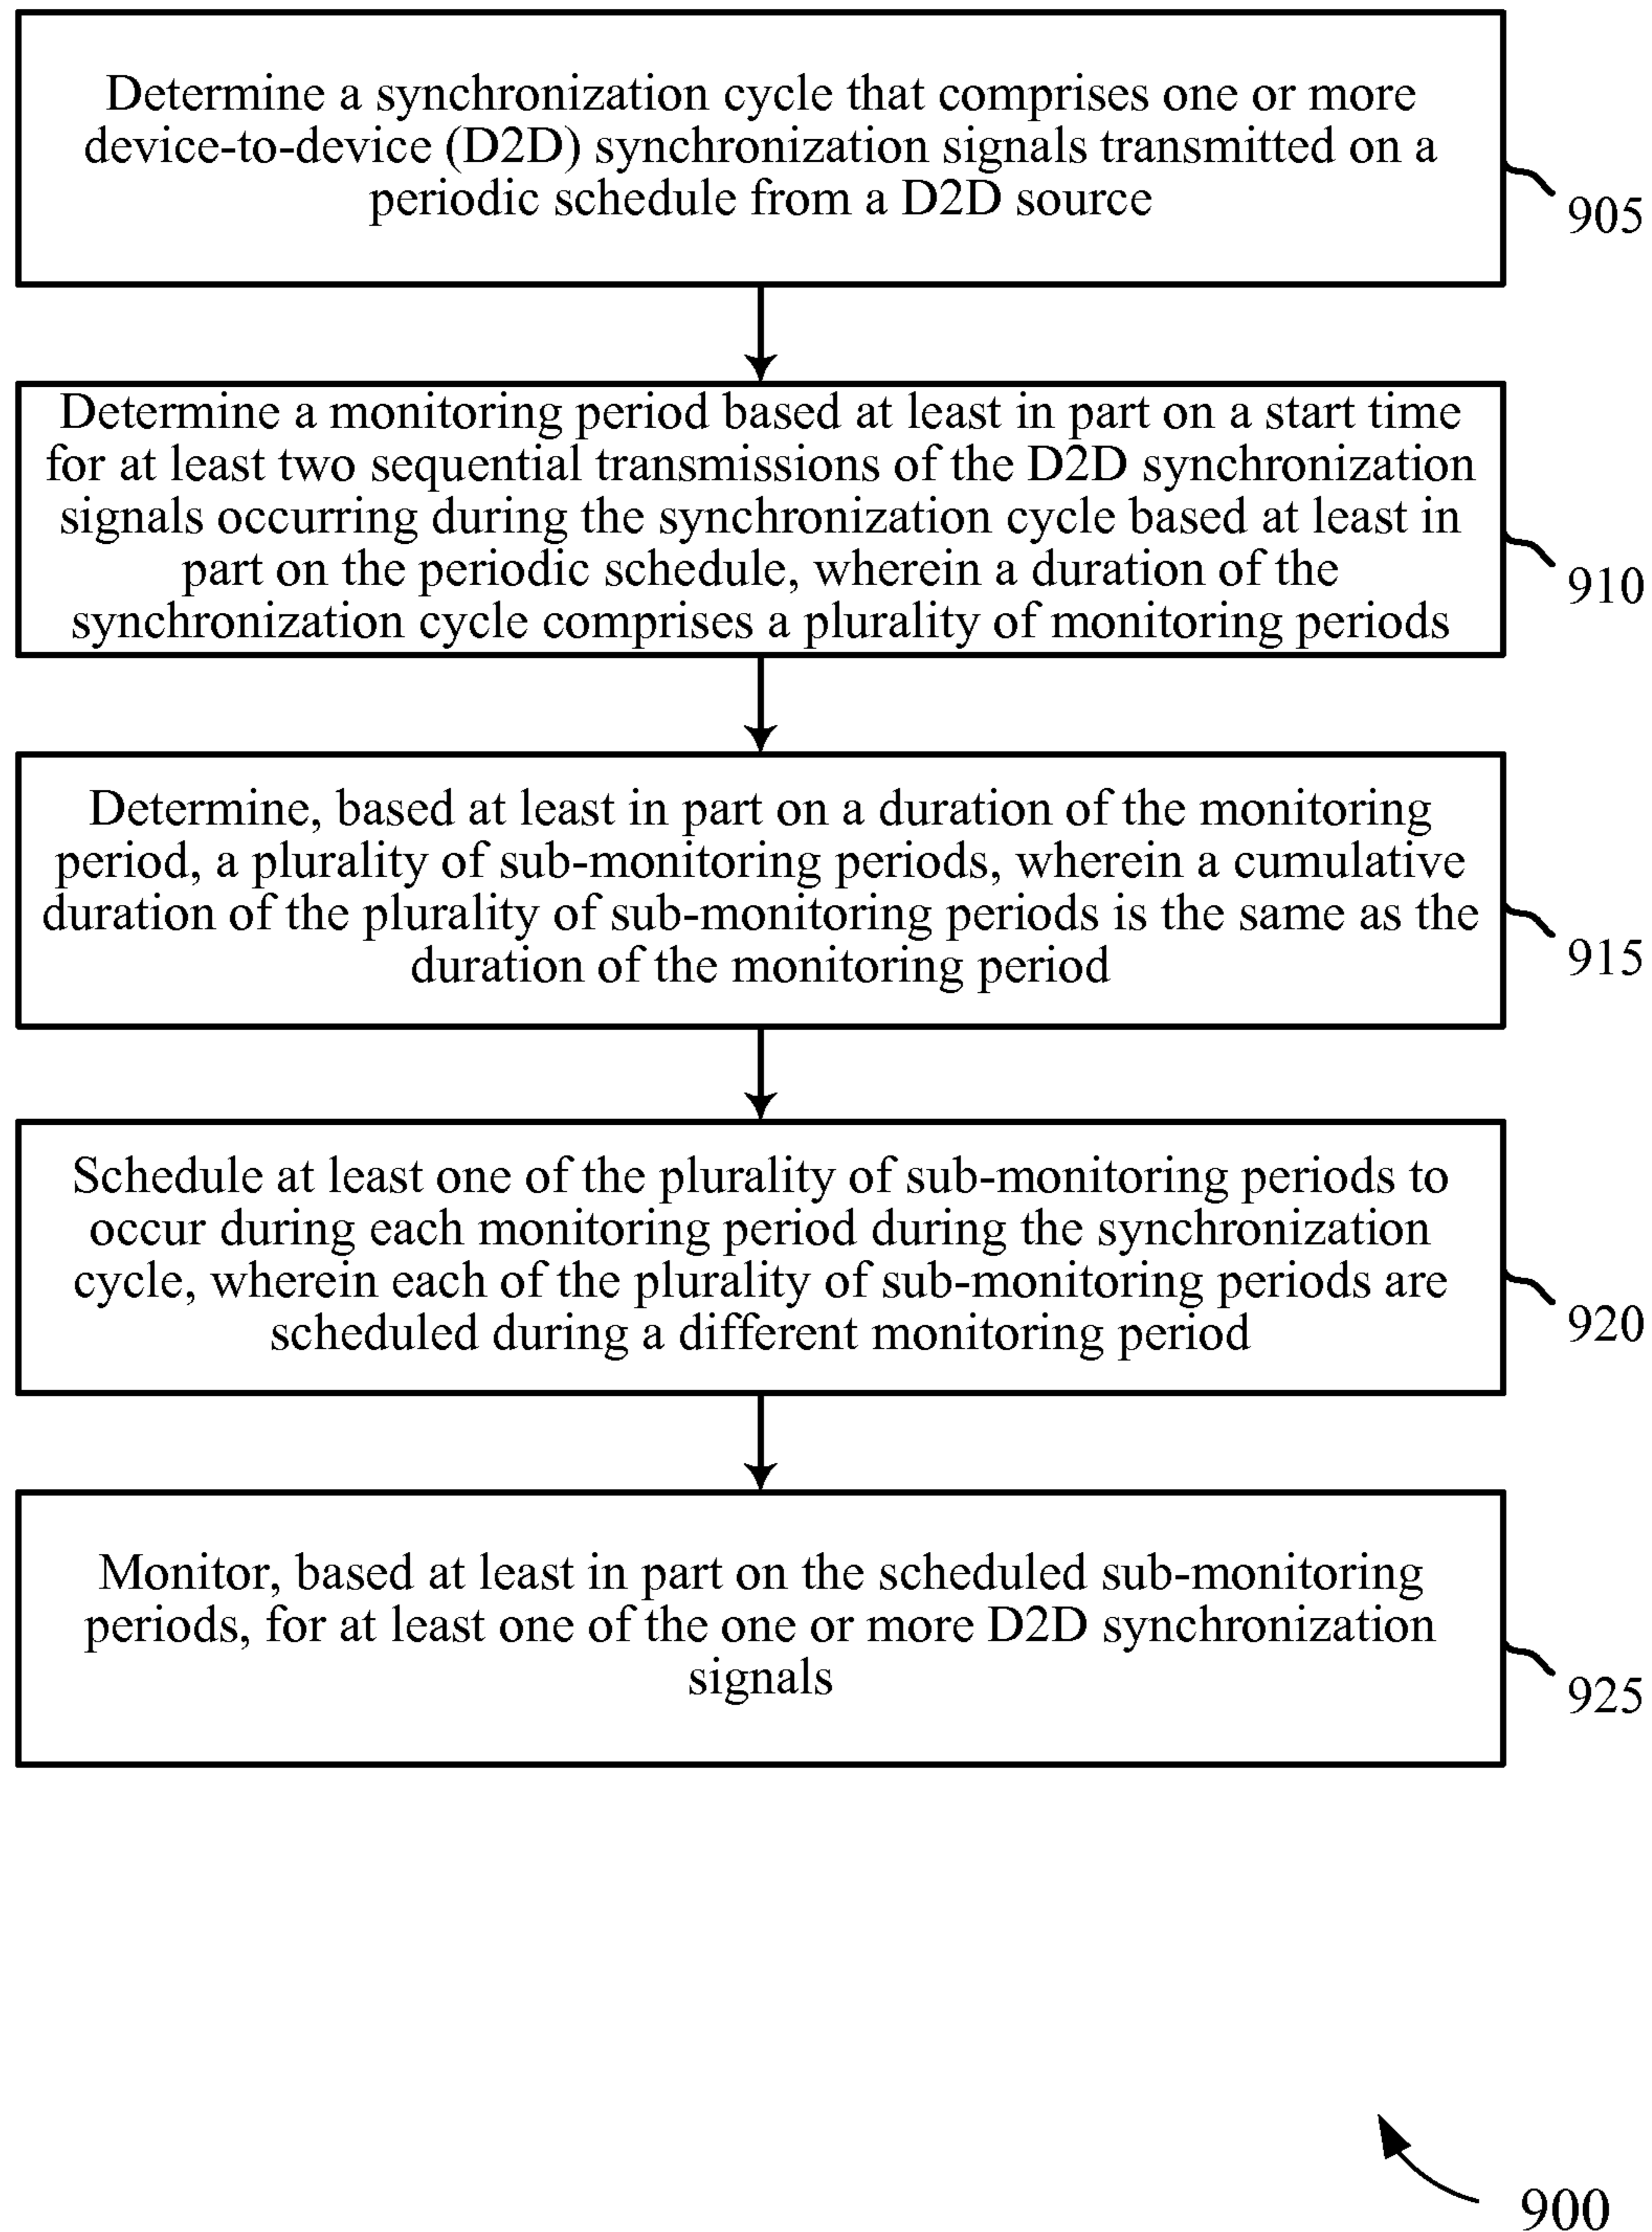 Determine a synchronization cycle that comprises one or more
device-to-device (D2D) synchronization signals transmitted on a
periodic schedule from a D2D source
905
Determine a monitoring period based at least in part on a start time
for at least two sequential transmissions of the D2D synchronization
signals occurring during the synchronization cycle based at least in
part on the periodic schedule, wherein a duration of the
synchronization cycle comprises a plurality of monitoring periods
910
Determine, based at least in part on a duration of the monitoring
period, a plurality of sub-monitoring periods, wherein a cumulative
duration of the plurality of sub-monitoring periods is the same as the
duration of the monitoring period
915
Schedule at least one of the plurality of sub-monitoring periods to
occur during each monitoring period during the synchronization
cycle, wherein each of the plurality of sub-monitoring periods are
scheduled during a different monitoring period
920
Monitor, based at least in part on the scheduled sub-monitoring
periods, for at least one of the one or more D2D synchronization
signals
925
900